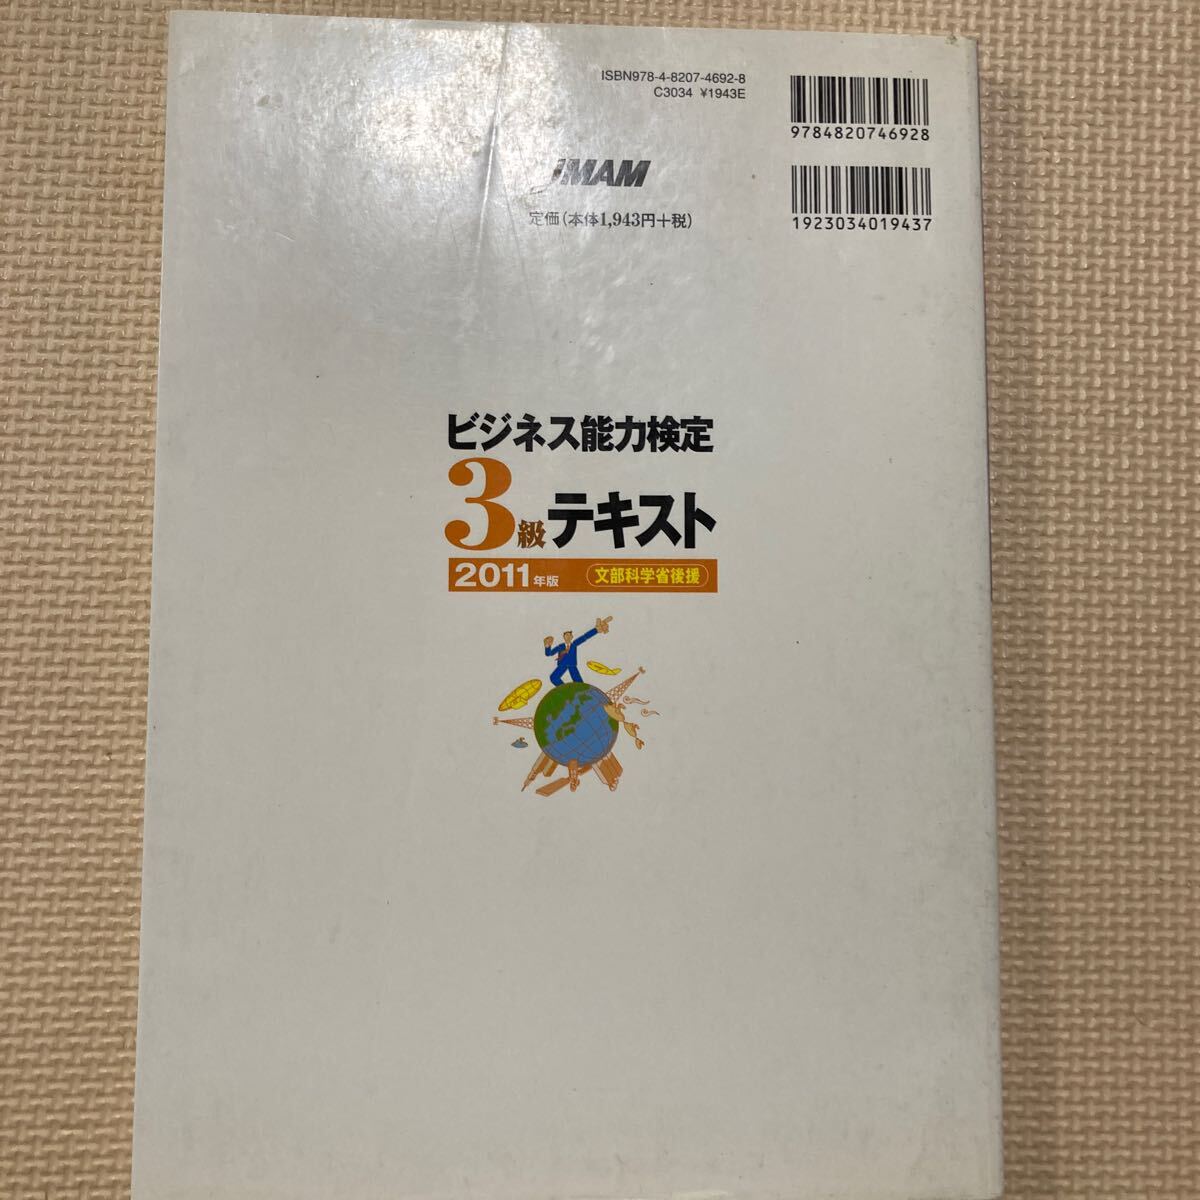 ISBN978-4-8207-4692-8
C3034 ¥1943E
9784820746928
JMAM
定価(本体1,943円+税)
1923034019437
ビジネス能力検定
3級テキスト
2011年版 文部科学省後援